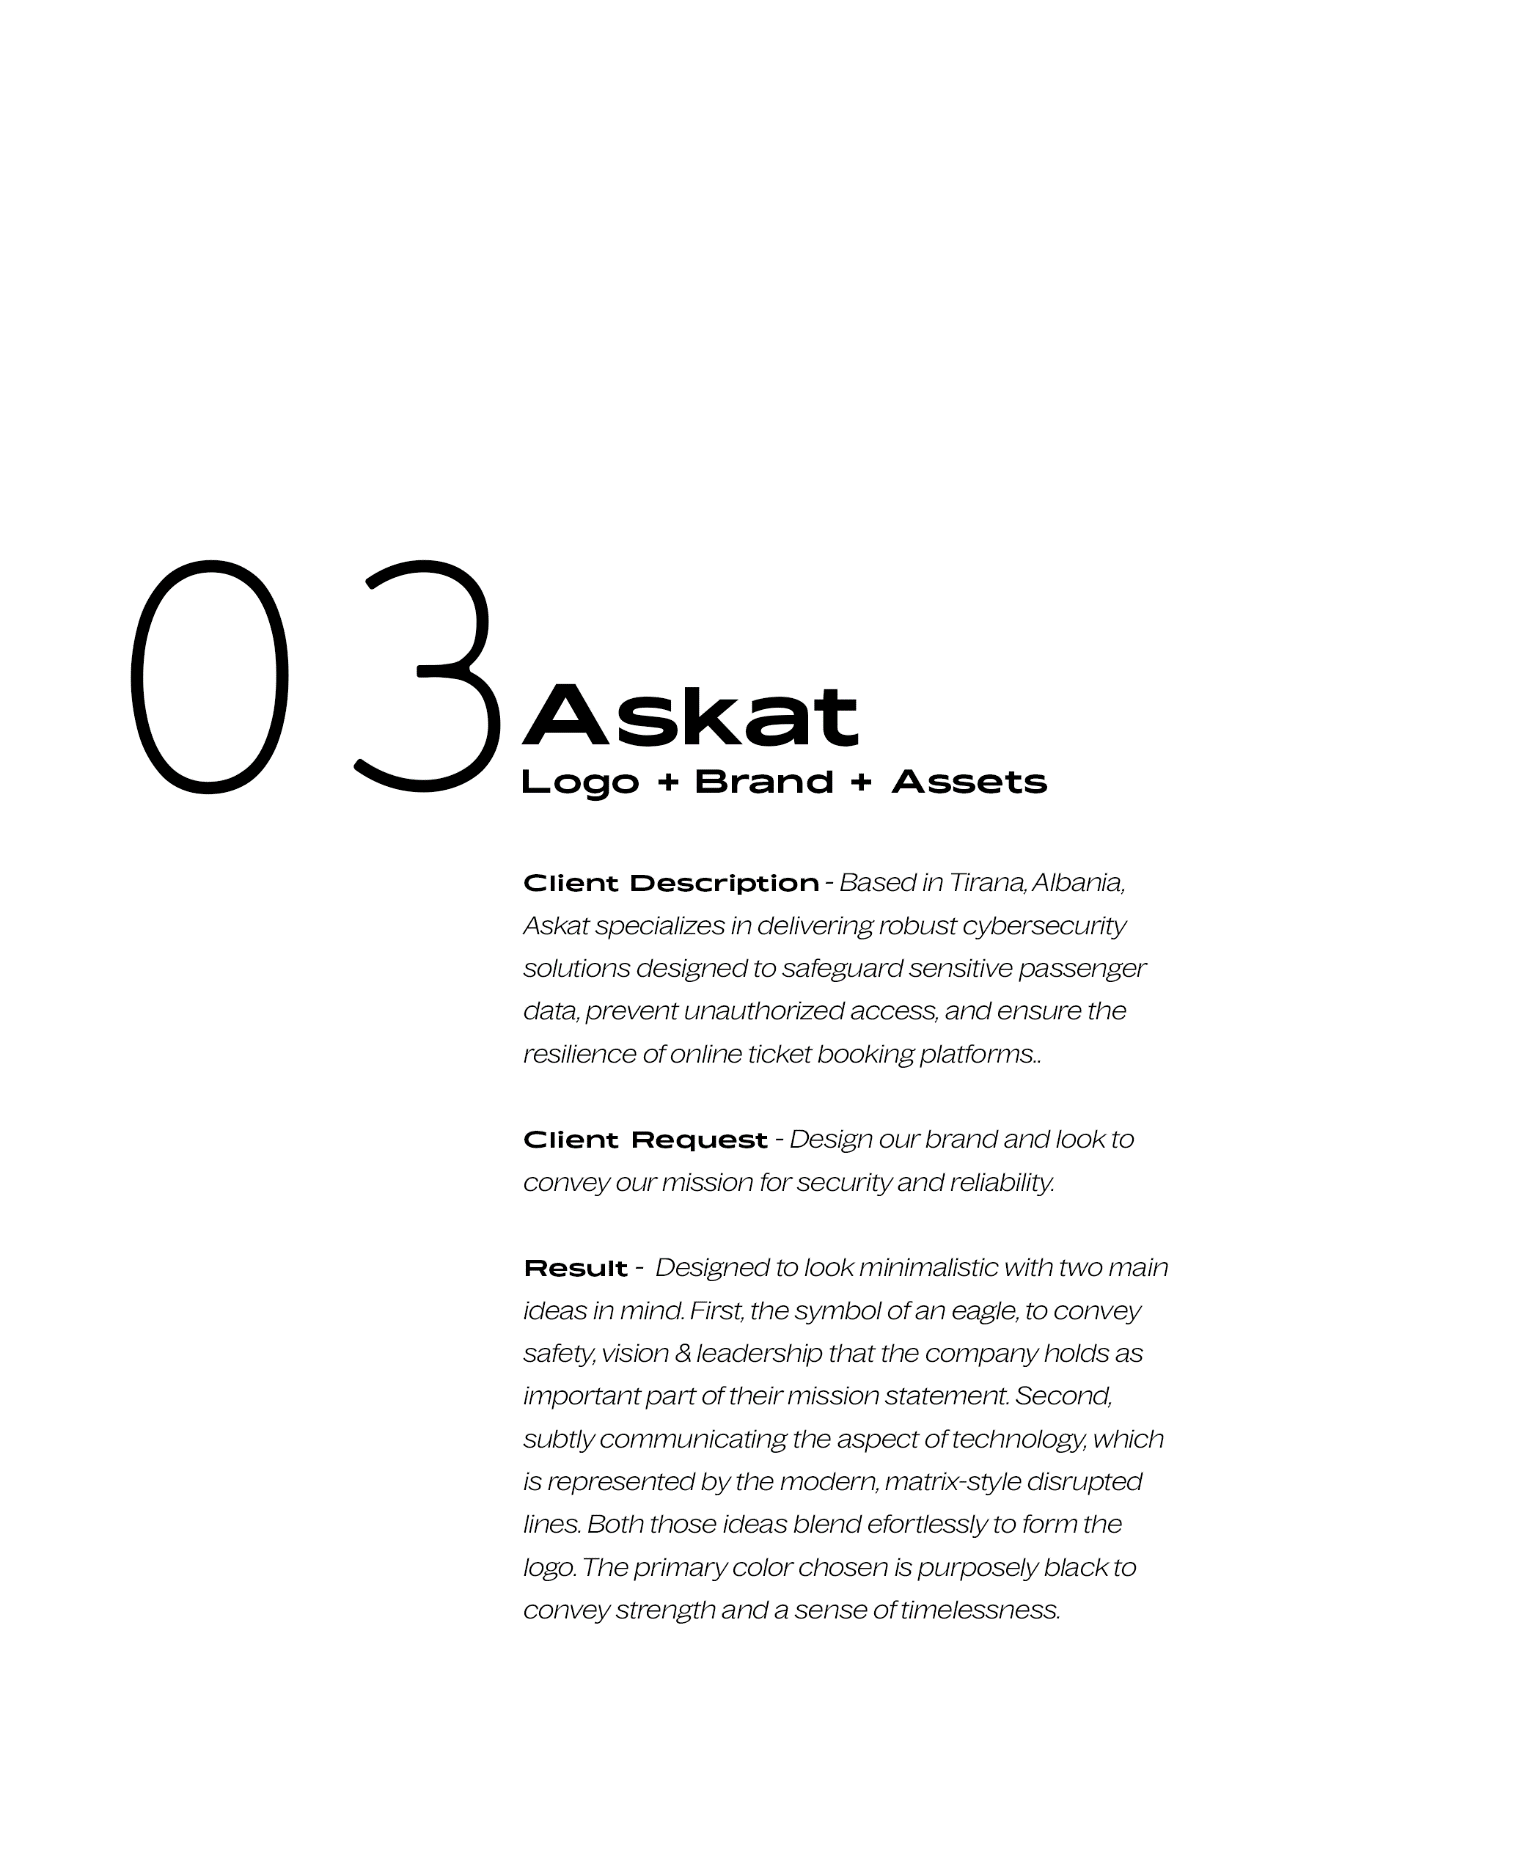 03
Askat
Logo + Brand + Assets
Client Description - Based in Tirana, Albania,
Askat specializes in delivering robust cybersecurity
solutions designed to safeguard sensitive passenger
data, prevent unauthorized access, and ensure the
resilience of online ticket booking platforms..
Client Request - Design our brand and look to
convey our mission for security and reliability.
Result - Designed to look minimalistic with two main
ideas in mind. First, the symbol of an eagle, to convey
safety, vision & leadership that the company holds as
important part of their mission statement. Second,
subtly communicating the aspect of technology, which
is represented by the modern, matrix-style disrupted
lines. Both those ideas blend efortlessly to form the
logo. The primary color chosen is purposely black to
convey strength and a sense of timelessness.